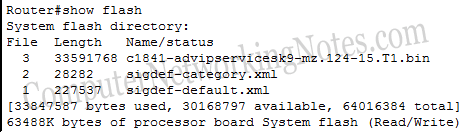 Router#show flash
System flash directory:
File Length Name/status
3 33591768 c1841-advipservicesk9-mz.124-15.T1.bin
2 28282 sigdef-category.xml
1 227537 sigdef-default.xml
[33847587 bytes used, 30168797 available, 64016384 total]
63488K bytes of processor board System flash (Read/Write)
ComputerNetworkingNotes.com